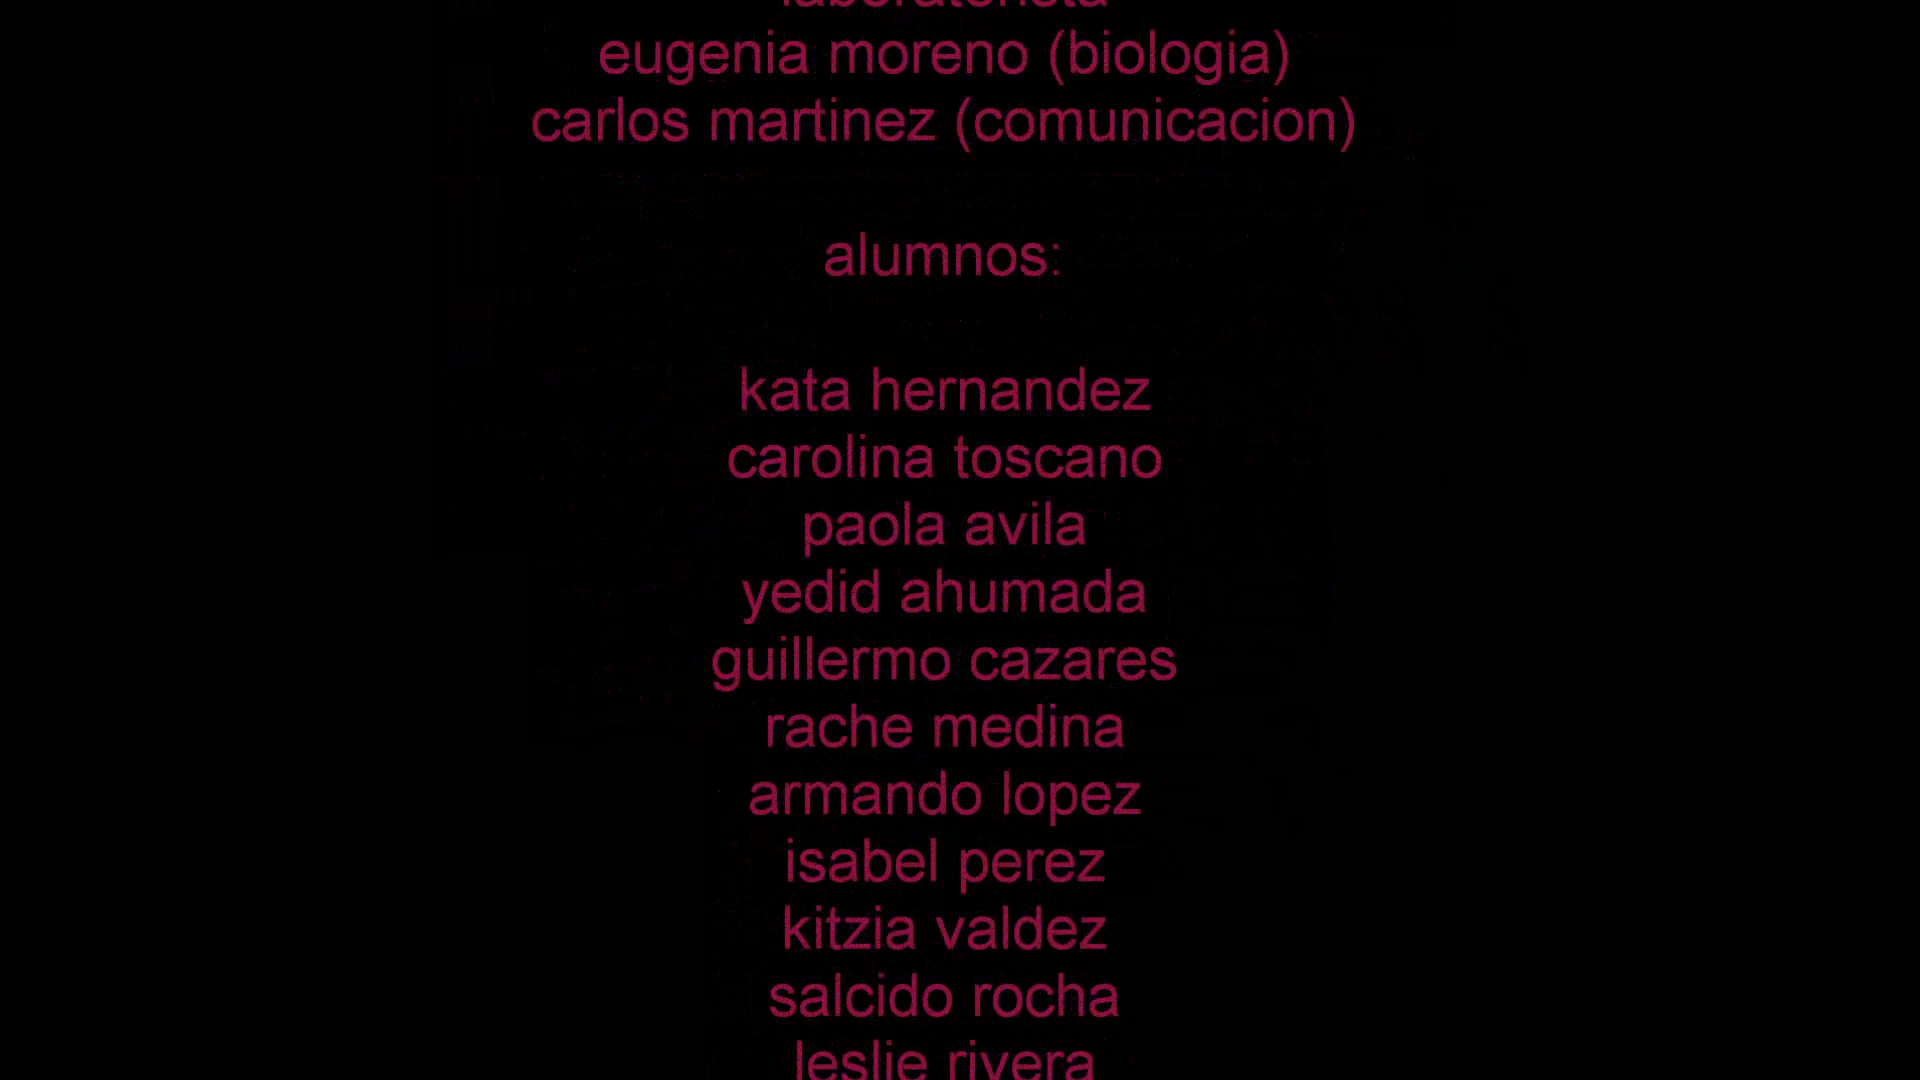 laboratorista
eugenia moreno (biologia)
carlos martinez (comunicacion)
alumnos:
kata hernandez
carolina toscano
paola avila
yedid ahumada
guillermo cazares
rache medina
armando lopez
isabel perez
kitzia valdez
salcido rocha
leslie rivera